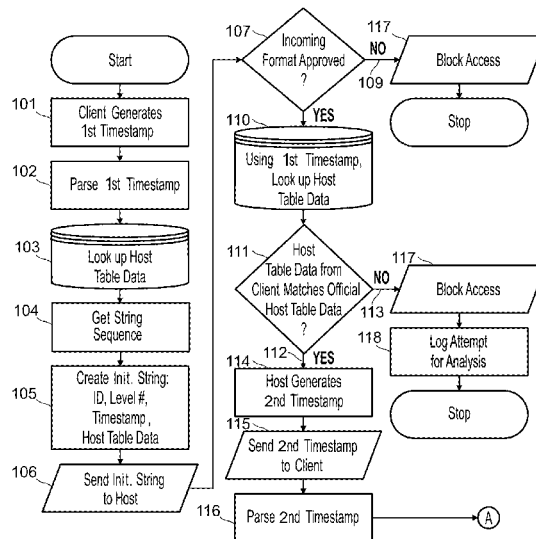 Start
101
Client Generates
1st Timestamp
102
Parse 1st Timestamp
103
Look up Host
Table Data
104
Get String
Sequence
105
Create Init. String:
ID, Level #,
Timestamp,
Host Table Data
106
Send Init. String
to Host
107
Incoming
Format Approved
?
NO
109
117
Block Access
Stop
YES
110
Using 1st Timestamp,
Look up Host
Table Data
111
Host
Table Data from
Client Matches Official
Host Table Data
?
NO
113
117
Block Access
118
Log Attempt
for Analysis
Stop
112
YES
114
Host Generates
2nd Timestamp
115
Send 2nd Timestamp
to Client
116
Parse 2nd Timestamp
A